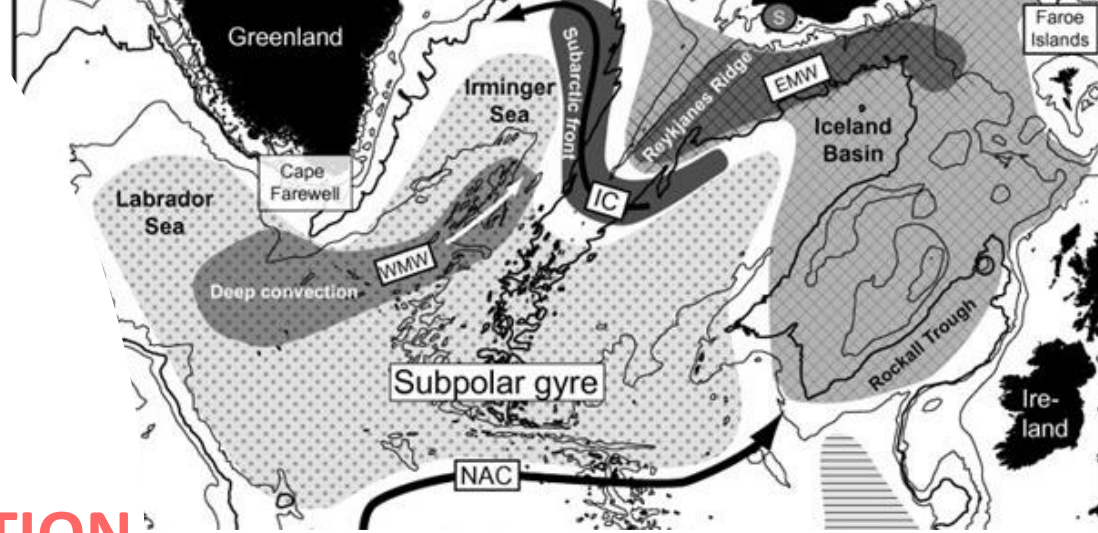 Greenland
Faroe
Islands
S
Subarctic front
Reykjanes Ridge
EMW
Irminger
Sea
Iceland
Basin
Cape
Farewell
Labrador
Sea
IC
WMW
Deep convection
Rockall Trough
Subpolar gyre
Ire-
land
NAC
TION